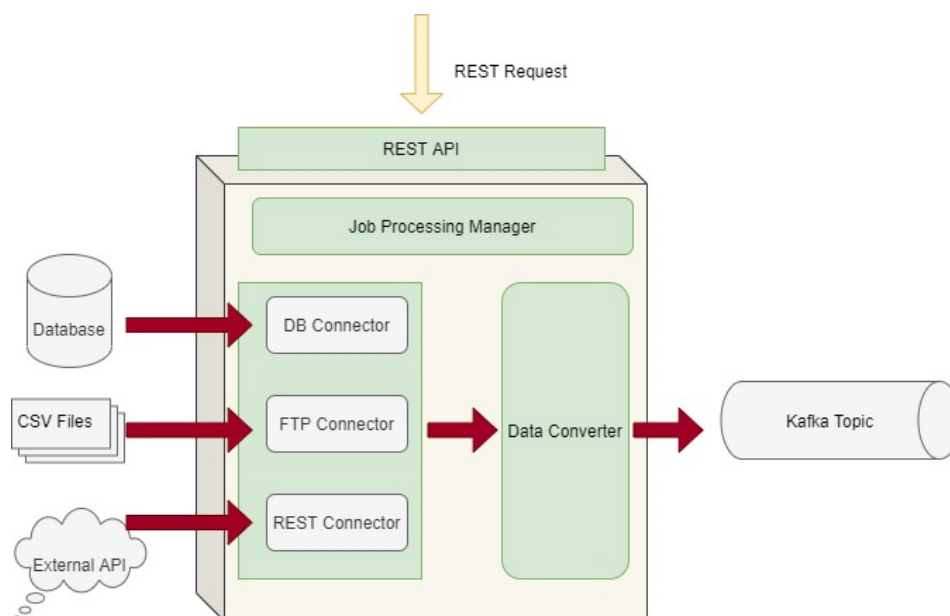 REST Request
REST API
Job Processing Manager
Database
DB Connector
CSV Files
FTP Connector
Data Converter
Kafka Topic
REST Connector
External API